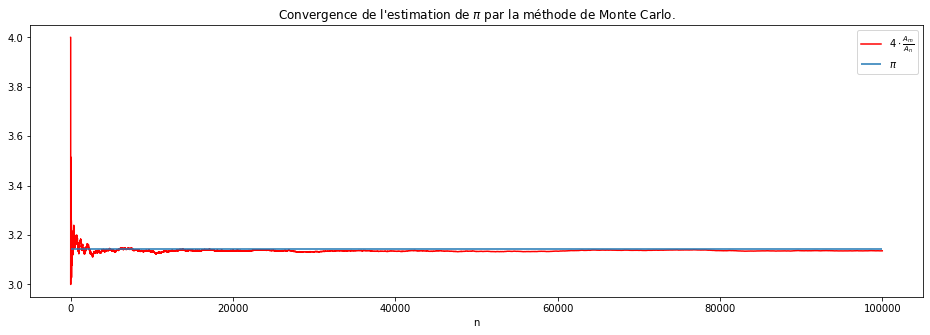 Convergence de l'estimation de π par la méthode de Monte Carlo.
4 · A_m/A_n
π
4.0
3.8
3.6
3.4
3.2
3.0
0 20000 40000 60000 80000 100000
n